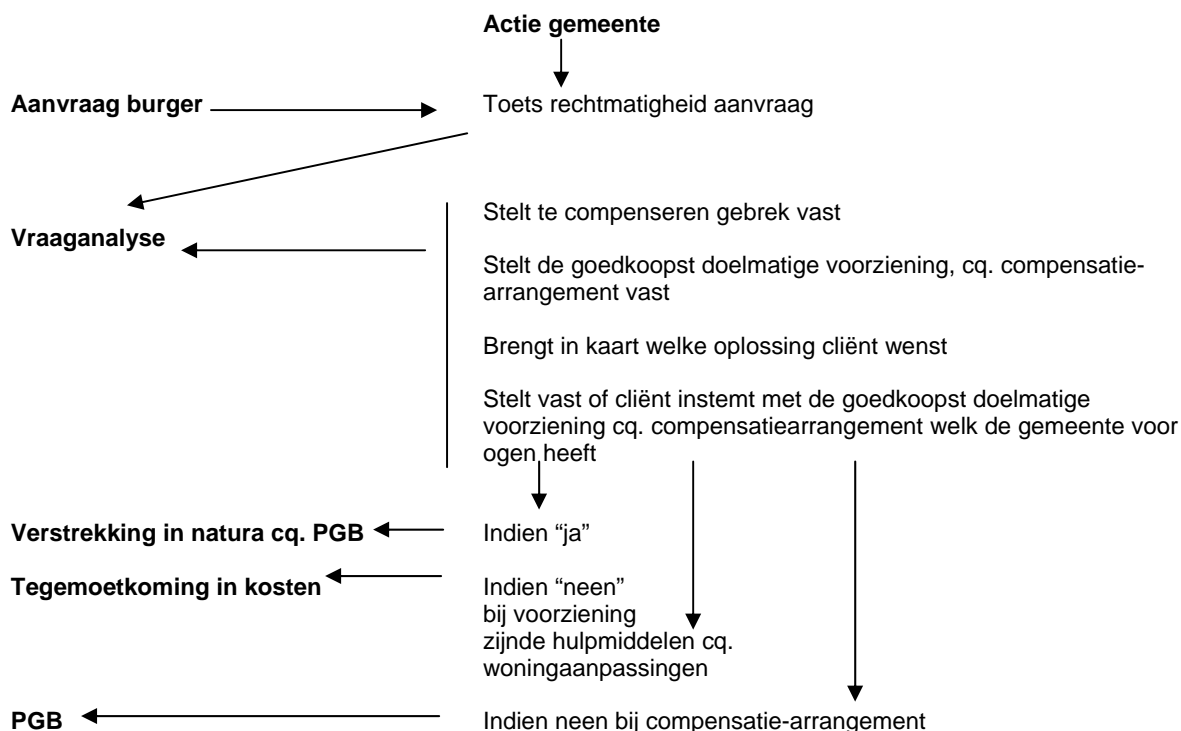 Actie gemeente
Aanvraag burger
Toets rechtmatigheid aanvraag
Vraaganalyse
Stelt te compenseren gebrek vast
Stelt de goedkoopst doelmatige voorziening, cq. compensatie-
arrangement vast
Brengt in kaart welke oplossing cliënt wenst
Stelt vast of cliënt instemt met de goedkoopst doelmatige
voorziening cq. compensatiearrangement welk de gemeente voor
ogen heeft
Verstrekking in natura cq. PGB
Indien “ja”
Tegemoetkoming in kosten
Indien “neen”
bij voorziening
zijnde hulpmiddelen cq.
woningaanpassingen
PGB
Indien neen bij compensatie-arrangement